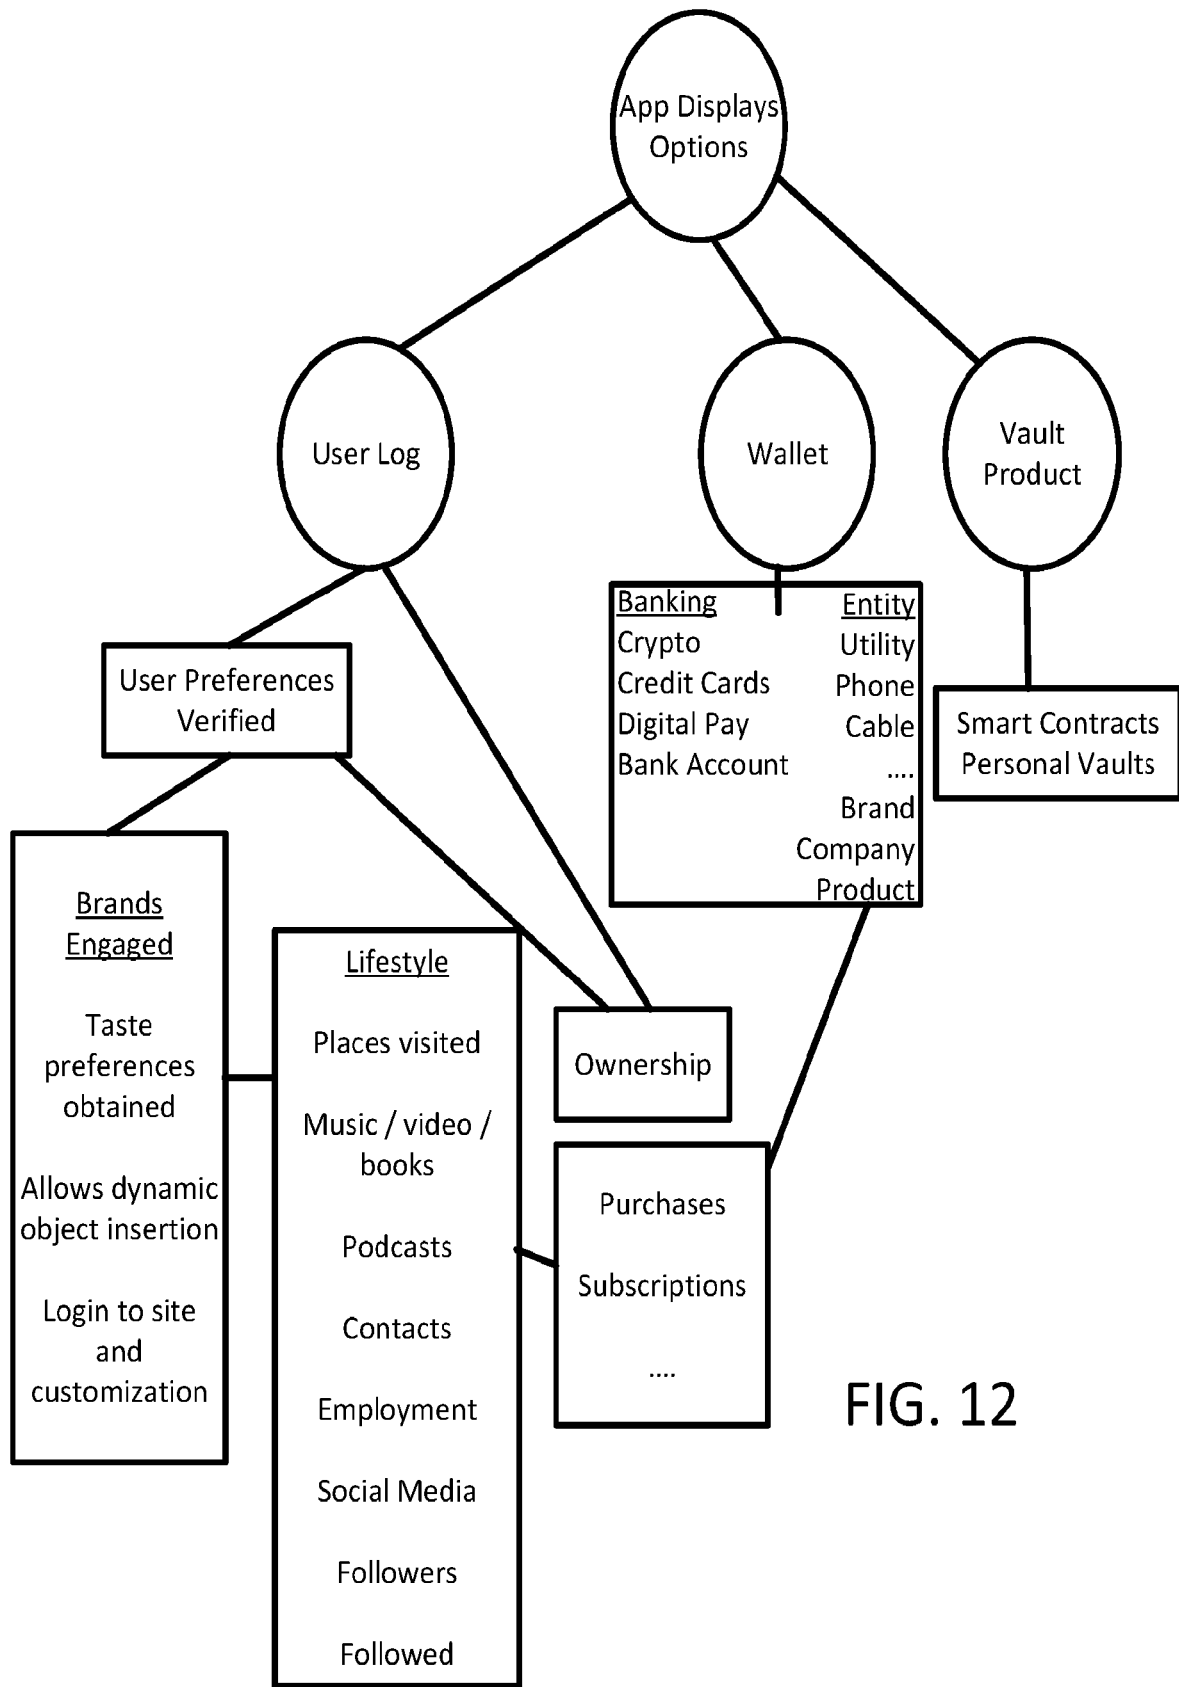 App Displays
Options
User Log
Wallet
Vault
Product
Banking
Crypto
Credit Cards
Digital Pay
Bank Account
Entity
Utility
Phone
Cable
....
Brand
Company
Product
User Preferences
Verified
Smart Contracts
Personal Vaults
Brands
Engaged
Taste
preferences
obtained
Allows dynamic
object insertion
Login to site
and
customization
Lifestyle
Places visited
Music / video /
books
Podcasts
Contacts
Employment
Social Media
Followers
Followed
Ownership
Purchases
Subscriptions
....
FIG. 12